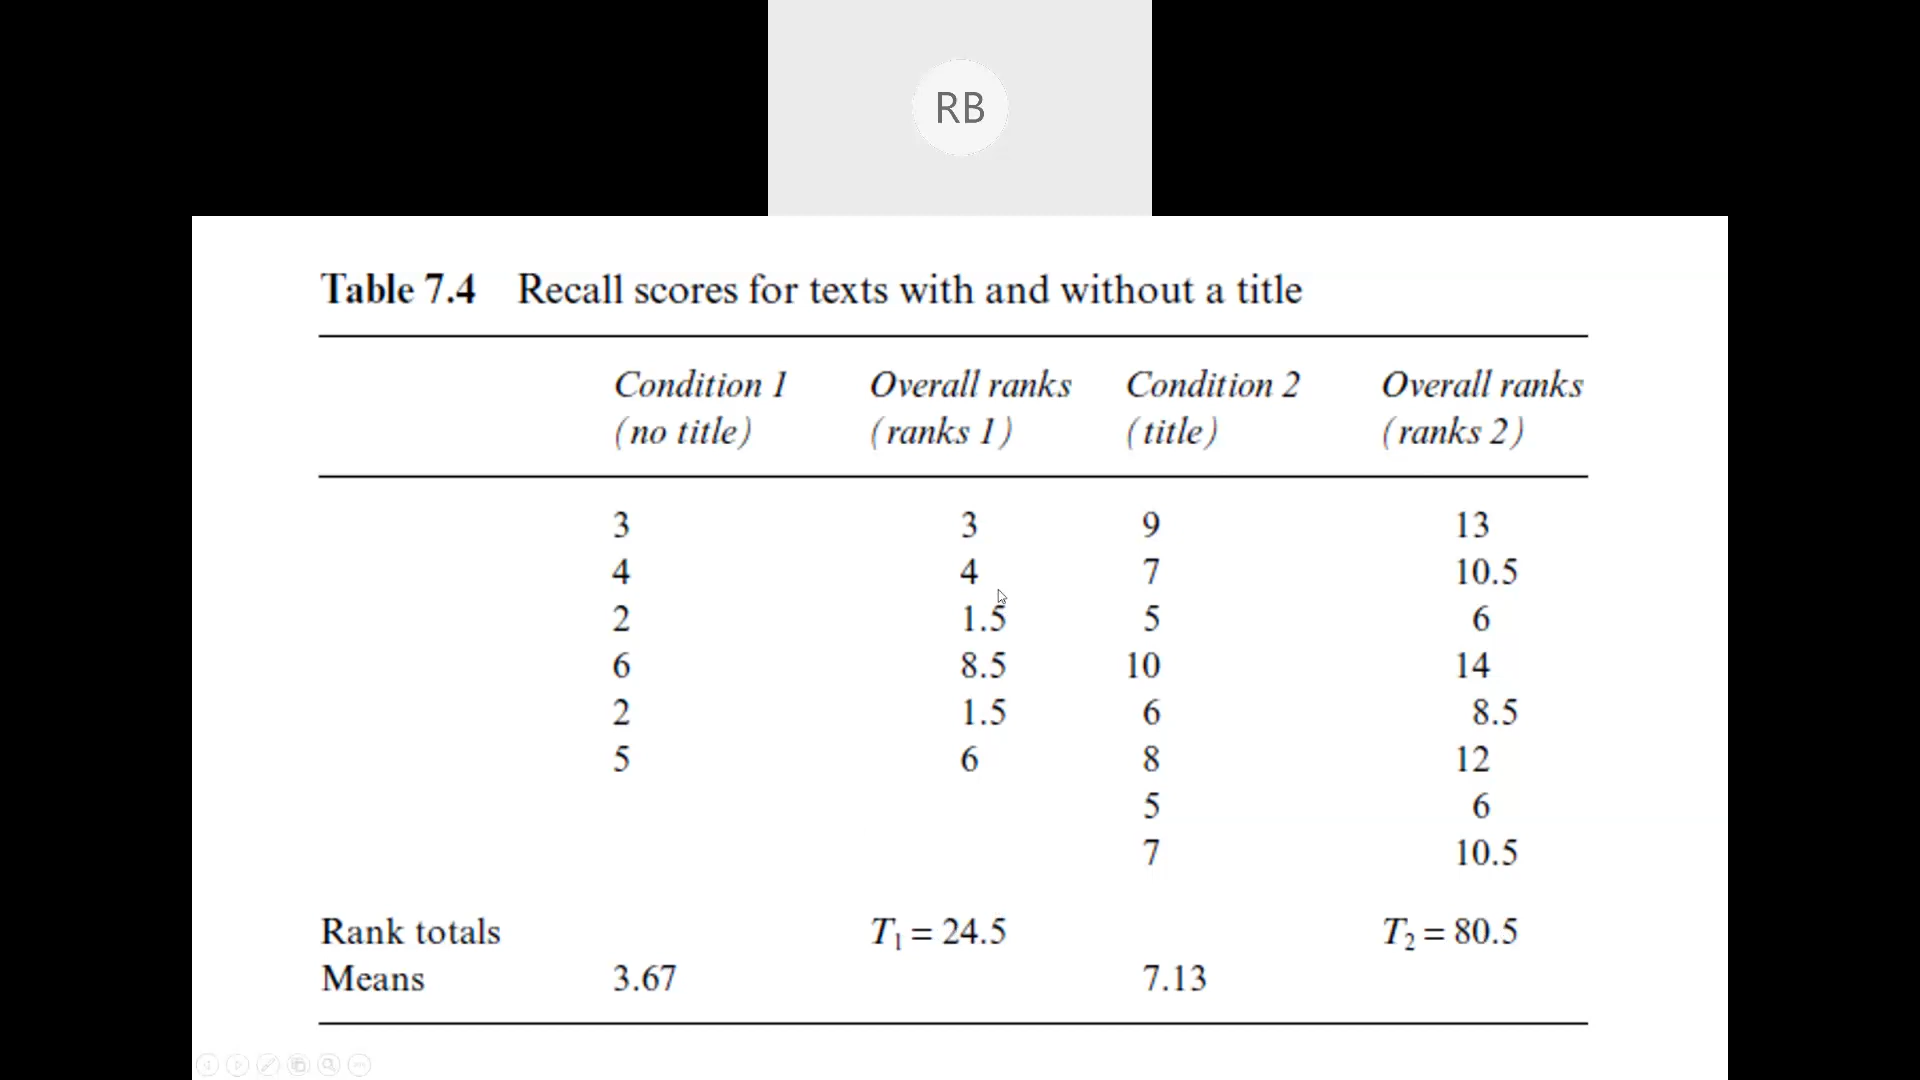 RB
Table 7.4 Recall scores for texts with and without a title
Condition 1 Overall ranks Condition 2 Overall ranks
(no title) (ranks 1) (title) (ranks 2)
3 3 9 13
4 4 7 10.5
2 1.5 5 6
6 8.5 10 14
2 1.5 6 8.5
5 6 8 12
5 6
7 10.5
Rank totals T1 = 24.5 T2 = 80.5
Means 3.67 7.13